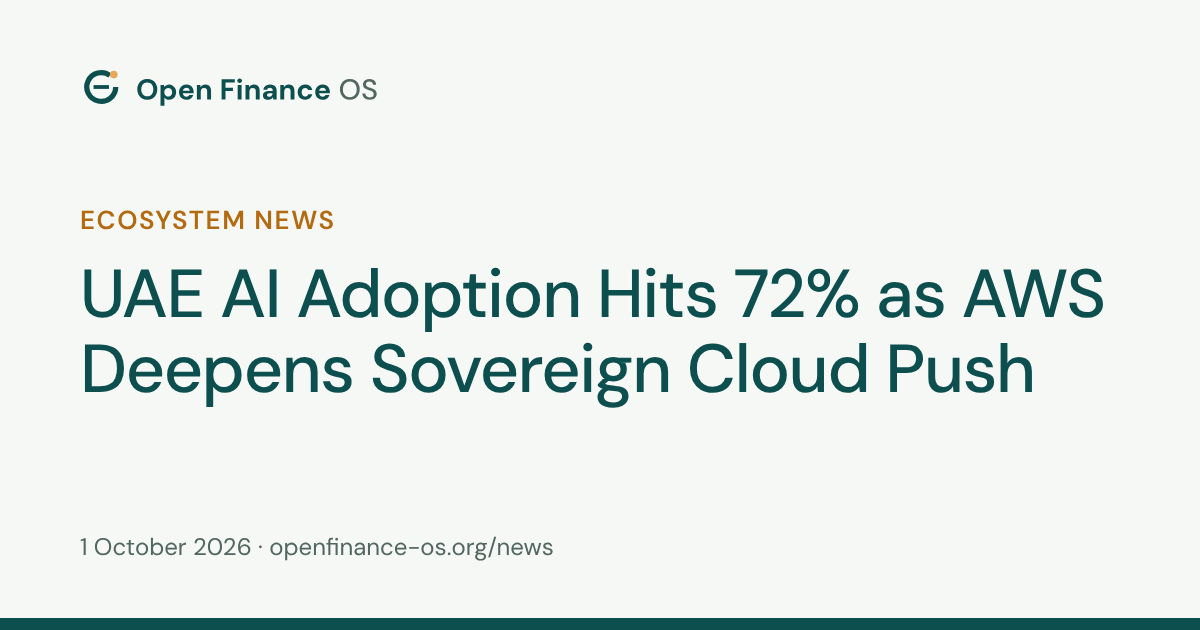 Open Finance OS
ECOSYSTEM NEWS
UAE AI Adoption Hits 72% as AWS
Deepens Sovereign Cloud Push
1 October 2026 · openfinance-os.org/news